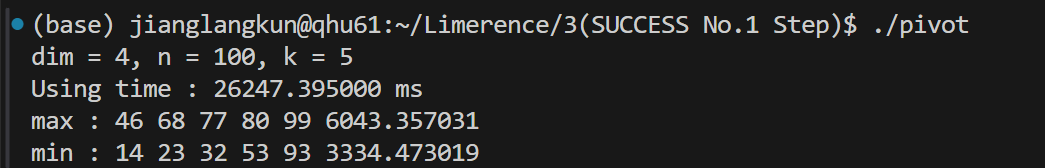 (base) jianglangkun@qhu61:~/Limerence/3(SUCCESS No.1 Step)$ ./pivot
dim = 4, n = 100, k = 5
Using time : 26247.395000 ms
max : 46 68 77 80 99 6043.357031
min : 14 23 32 53 93 3334.473019